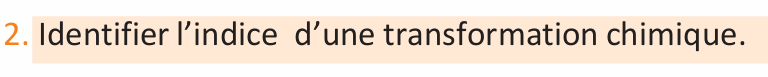 2. Identifier l’indice  d’une transformation chimique.